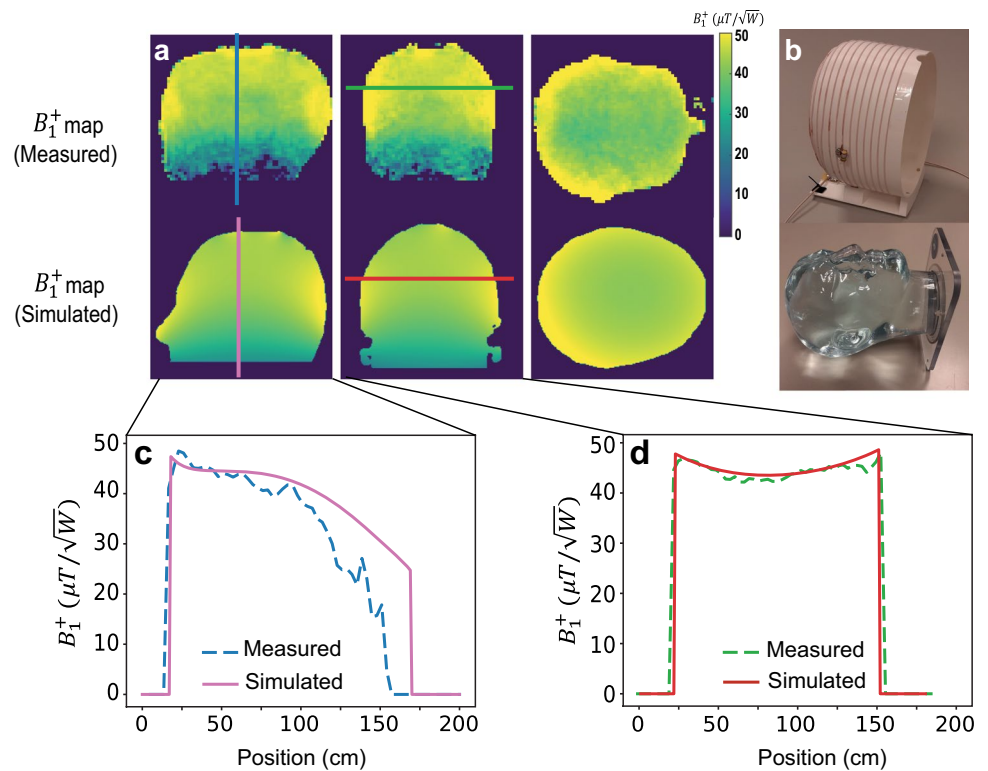 B₁⁺ (μT/√W)
a
b
50
40
30
20
10
0
B₁⁺ map
(Measured)
B₁⁺ map
(Simulated)
c
50
40
30
20
10
0
B₁⁺ (μT/√W)
Measured
Simulated
0 50 100 150 200
Position (cm)
d
50
40
30
20
10
0
B₁⁺ (μT/√W)
Measured
Simulated
0 50 100 150 200
Position (cm)